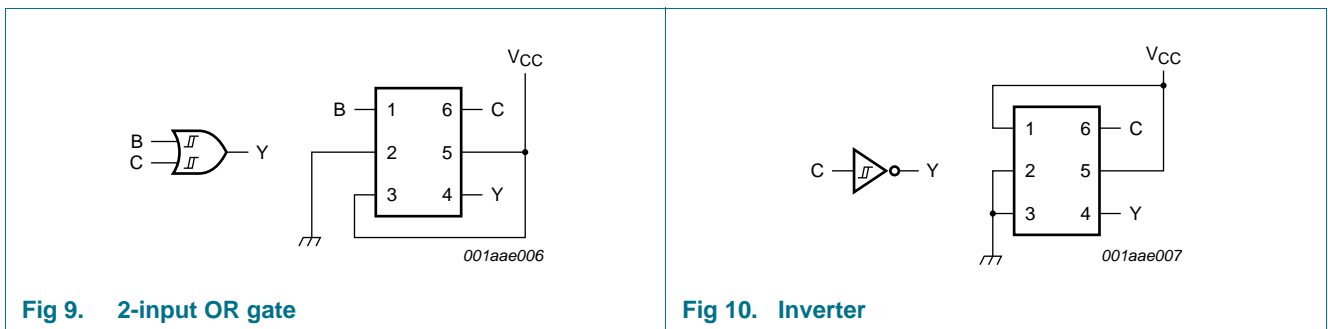 VCC
B 1 6 C
B
C
Y
2 5
3 4 Y
001aae006
Fig 9. 2-input OR gate
VCC
1 6 C
C Y
2 5
3 4 Y
001aae007
Fig 10. Inverter